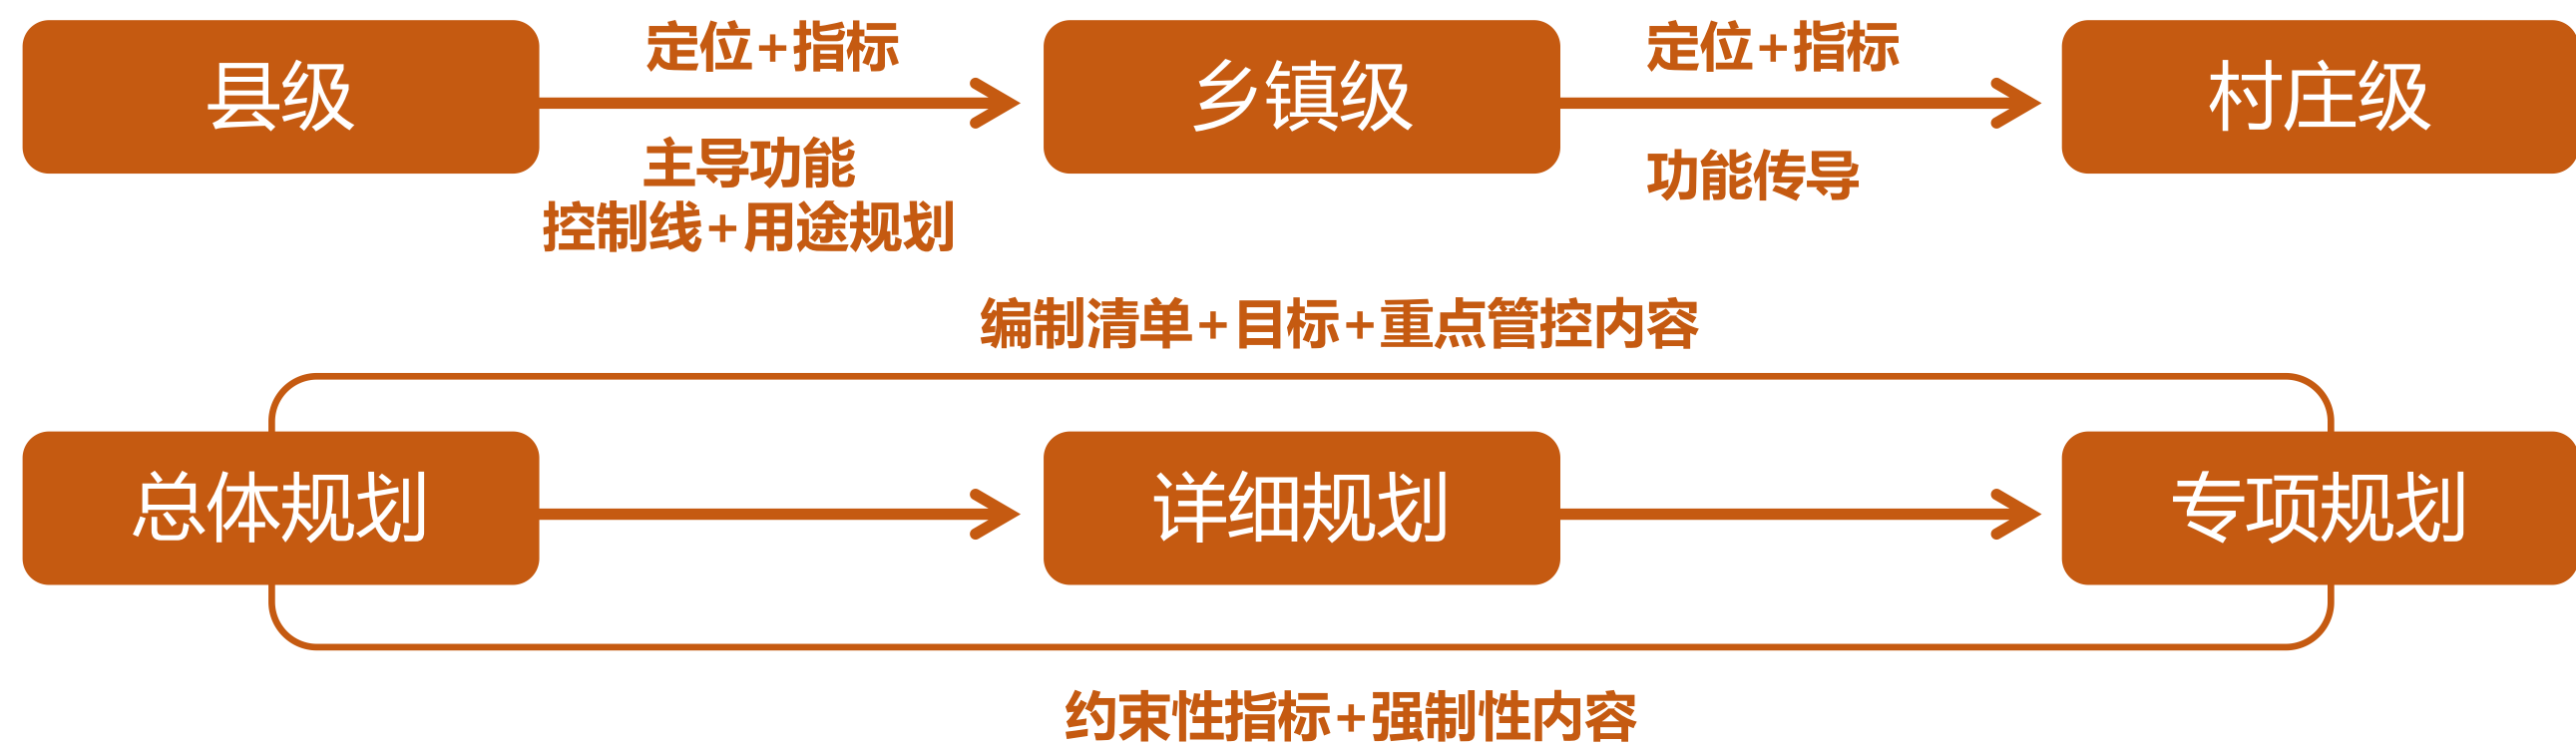 县级
定位+指标
主导功能
控制线+用途规划
乡镇级
定位+指标
功能传导
村庄级
编制清单+目标+重点管控内容
总体规划
详细规划
专项规划
约束性指标+强制性内容